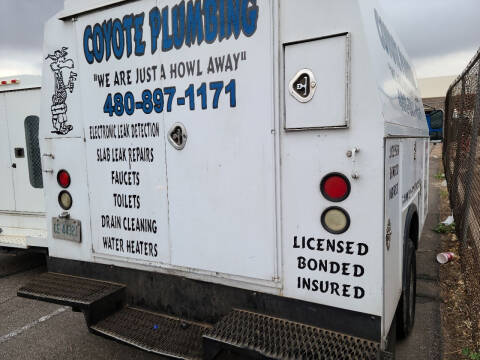 COYOTE PLUMBING
"WE ARE JUST A HOWL AWAY"
480-897-1171
ELECTRONIC LEAK DETECTION
SLAB LEAK REPAIRS
FAUCETS
TOILETS
DRAIN CLEANING
WATER HEATERS
LICENSED
BONDED
INSURED